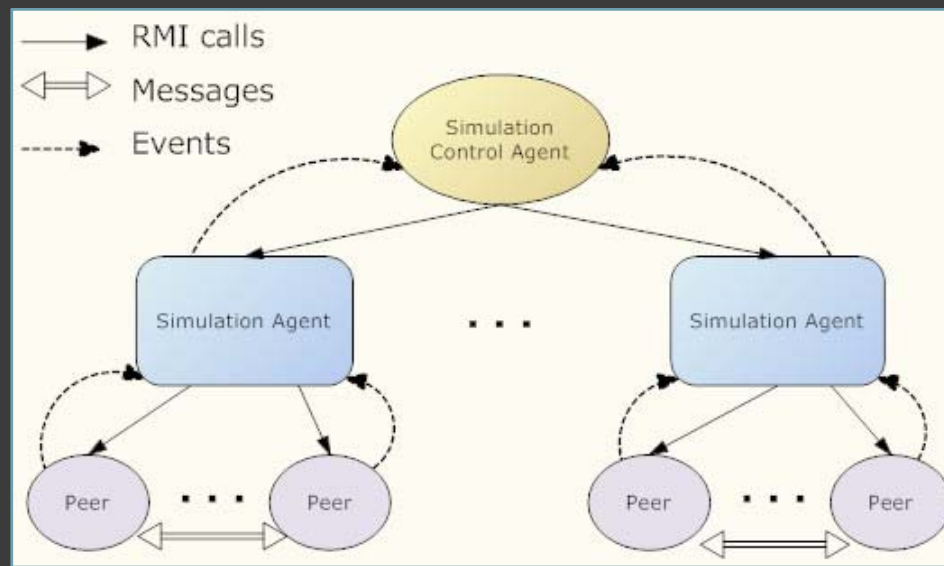 RMI calls
Messages
Events
Simulation
Control Agent
Simulation Agent
. . .
Simulation Agent
Peer
. . .
Peer
Peer
. . .
Peer